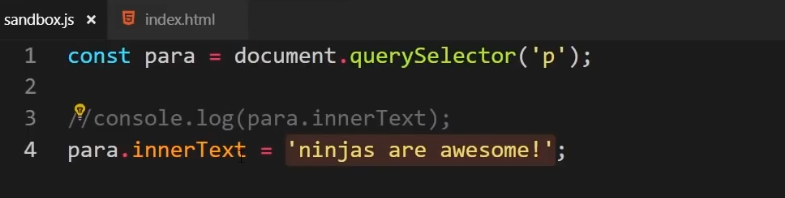 sandbox.js × index.html
1 const para = document.querySelector('p');
2
3 //console.log(para.innerText);
4 para.innerText = 'ninjas are awesome!';